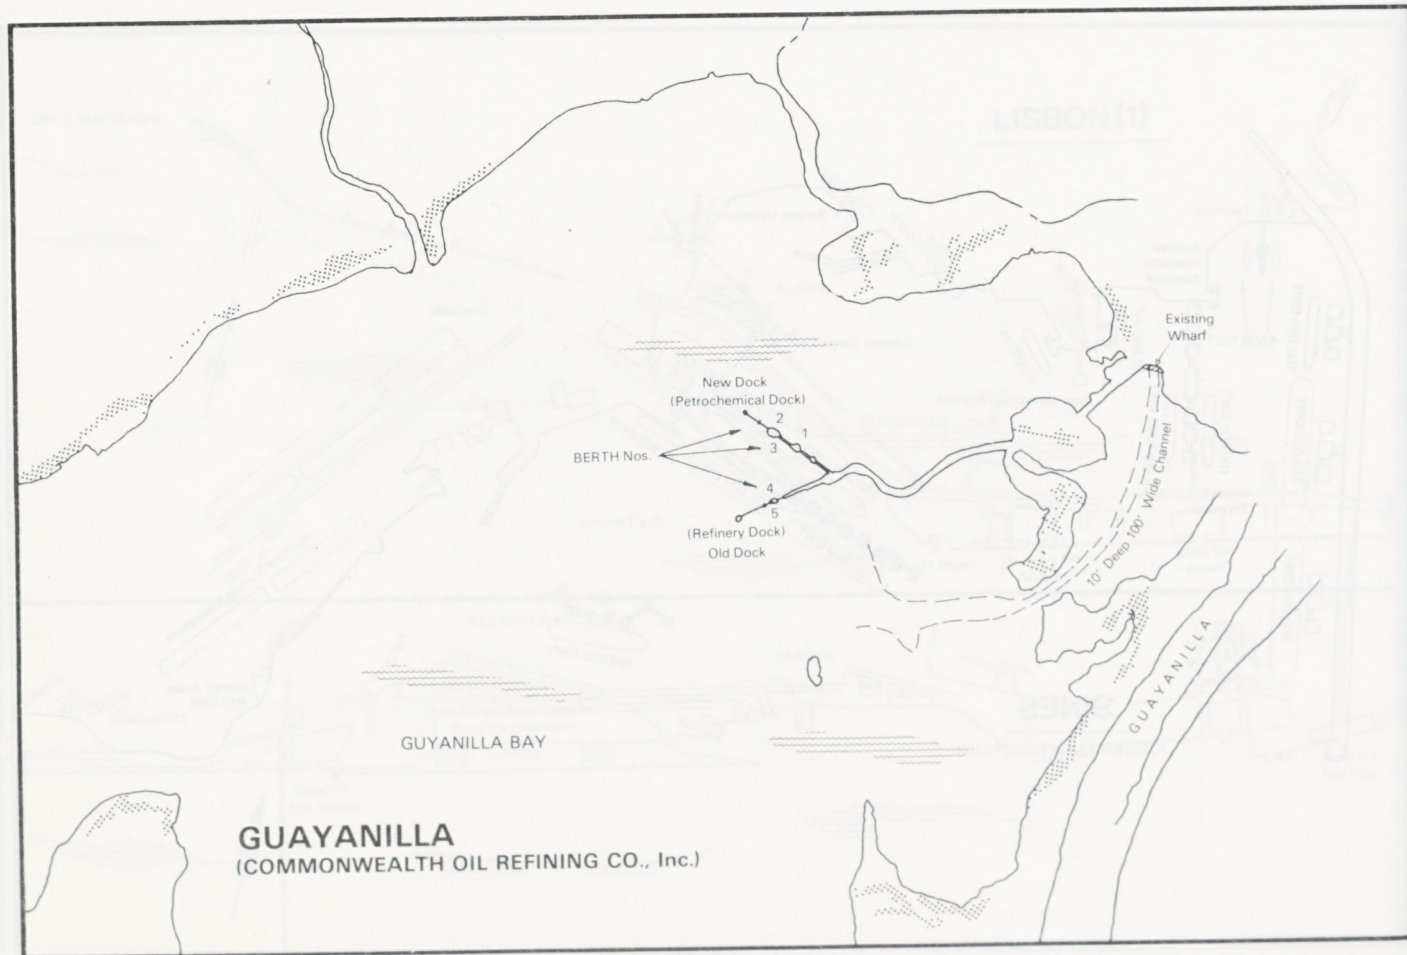 LISBON (1)
Existing
Wharf
New Dock
(Petrochemical Dock)
2
1
3
BERTH Nos.
4
5
(Refinery Dock)
Old Dock
10' Deep 100' Wide Channel
GUAYANILLA
SINES
GUYANILLA BAY
GUAYANILLA
(COMMONWEALTH OIL REFINING CO., Inc.)